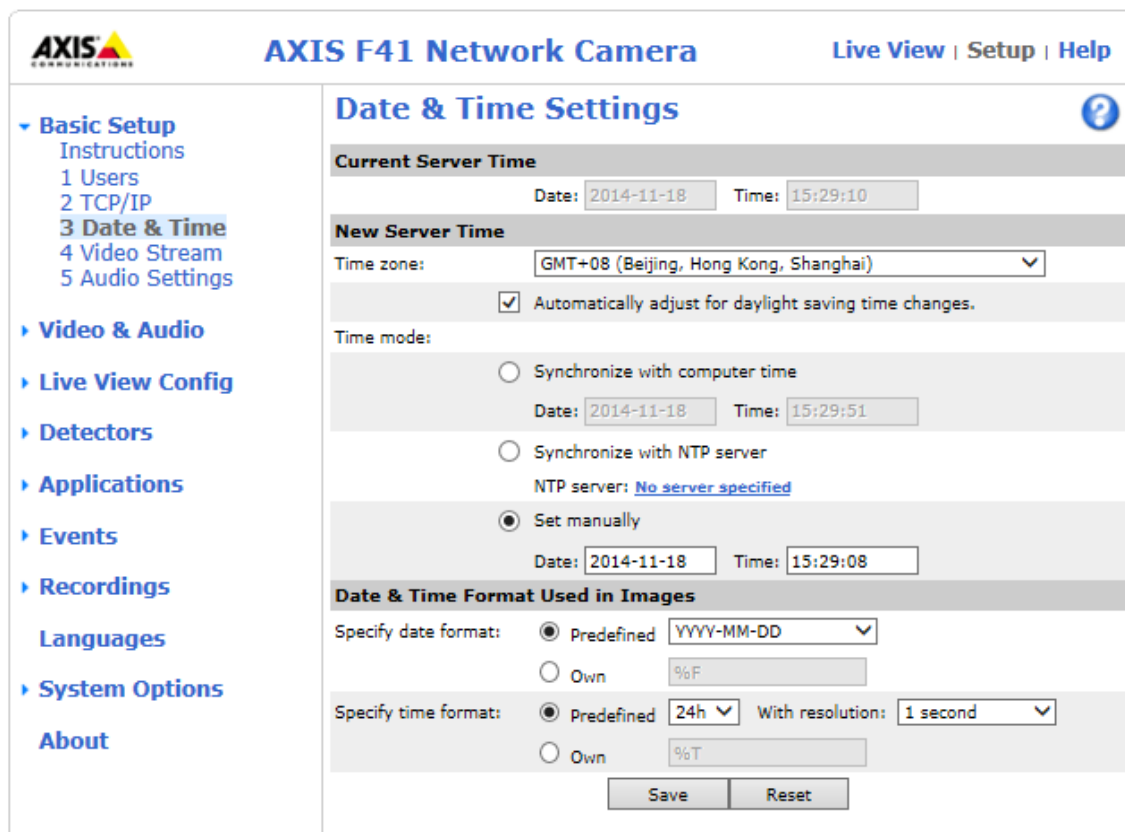 AXIS
COMMUNICATIONS
AXIS F41 Network Camera
Live View | Setup | Help
Basic Setup
Instructions
1 Users
2 TCP/IP
3 Date & Time
4 Video Stream
5 Audio Settings
Video & Audio
Live View Config
Detectors
Applications
Events
Recordings
Languages
System Options
About
Date & Time Settings
?
Current Server Time
Date: 2014-11-18 Time: 15:29:10
New Server Time
Time zone: GMT+08 (Beijing, Hong Kong, Shanghai)
Automatically adjust for daylight saving time changes.
Time mode:
Synchronize with computer time
Date: 2014-11-18 Time: 15:29:51
Synchronize with NTP server
NTP server: No server specified
Set manually
Date: 2014-11-18 Time: 15:29:08
Date & Time Format Used in Images
Specify date format: Predefined YYYY-MM-DD
Own %F
Specify time format: Predefined 24h With resolution: 1 second
Own %T
Save Reset